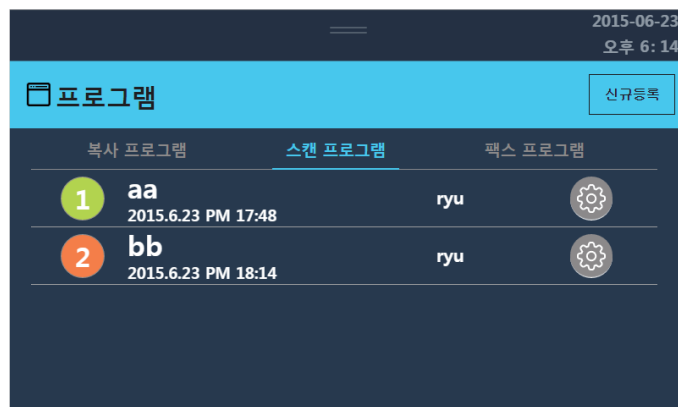 2015-06-23
오후 6: 14
프로그램
신규등록
복사 프로그램 스캔 프로그램 팩스 프로그램
1 aa ryu
2015.6.23 PM 17:48
2 bb ryu
2015.6.23 PM 18:14